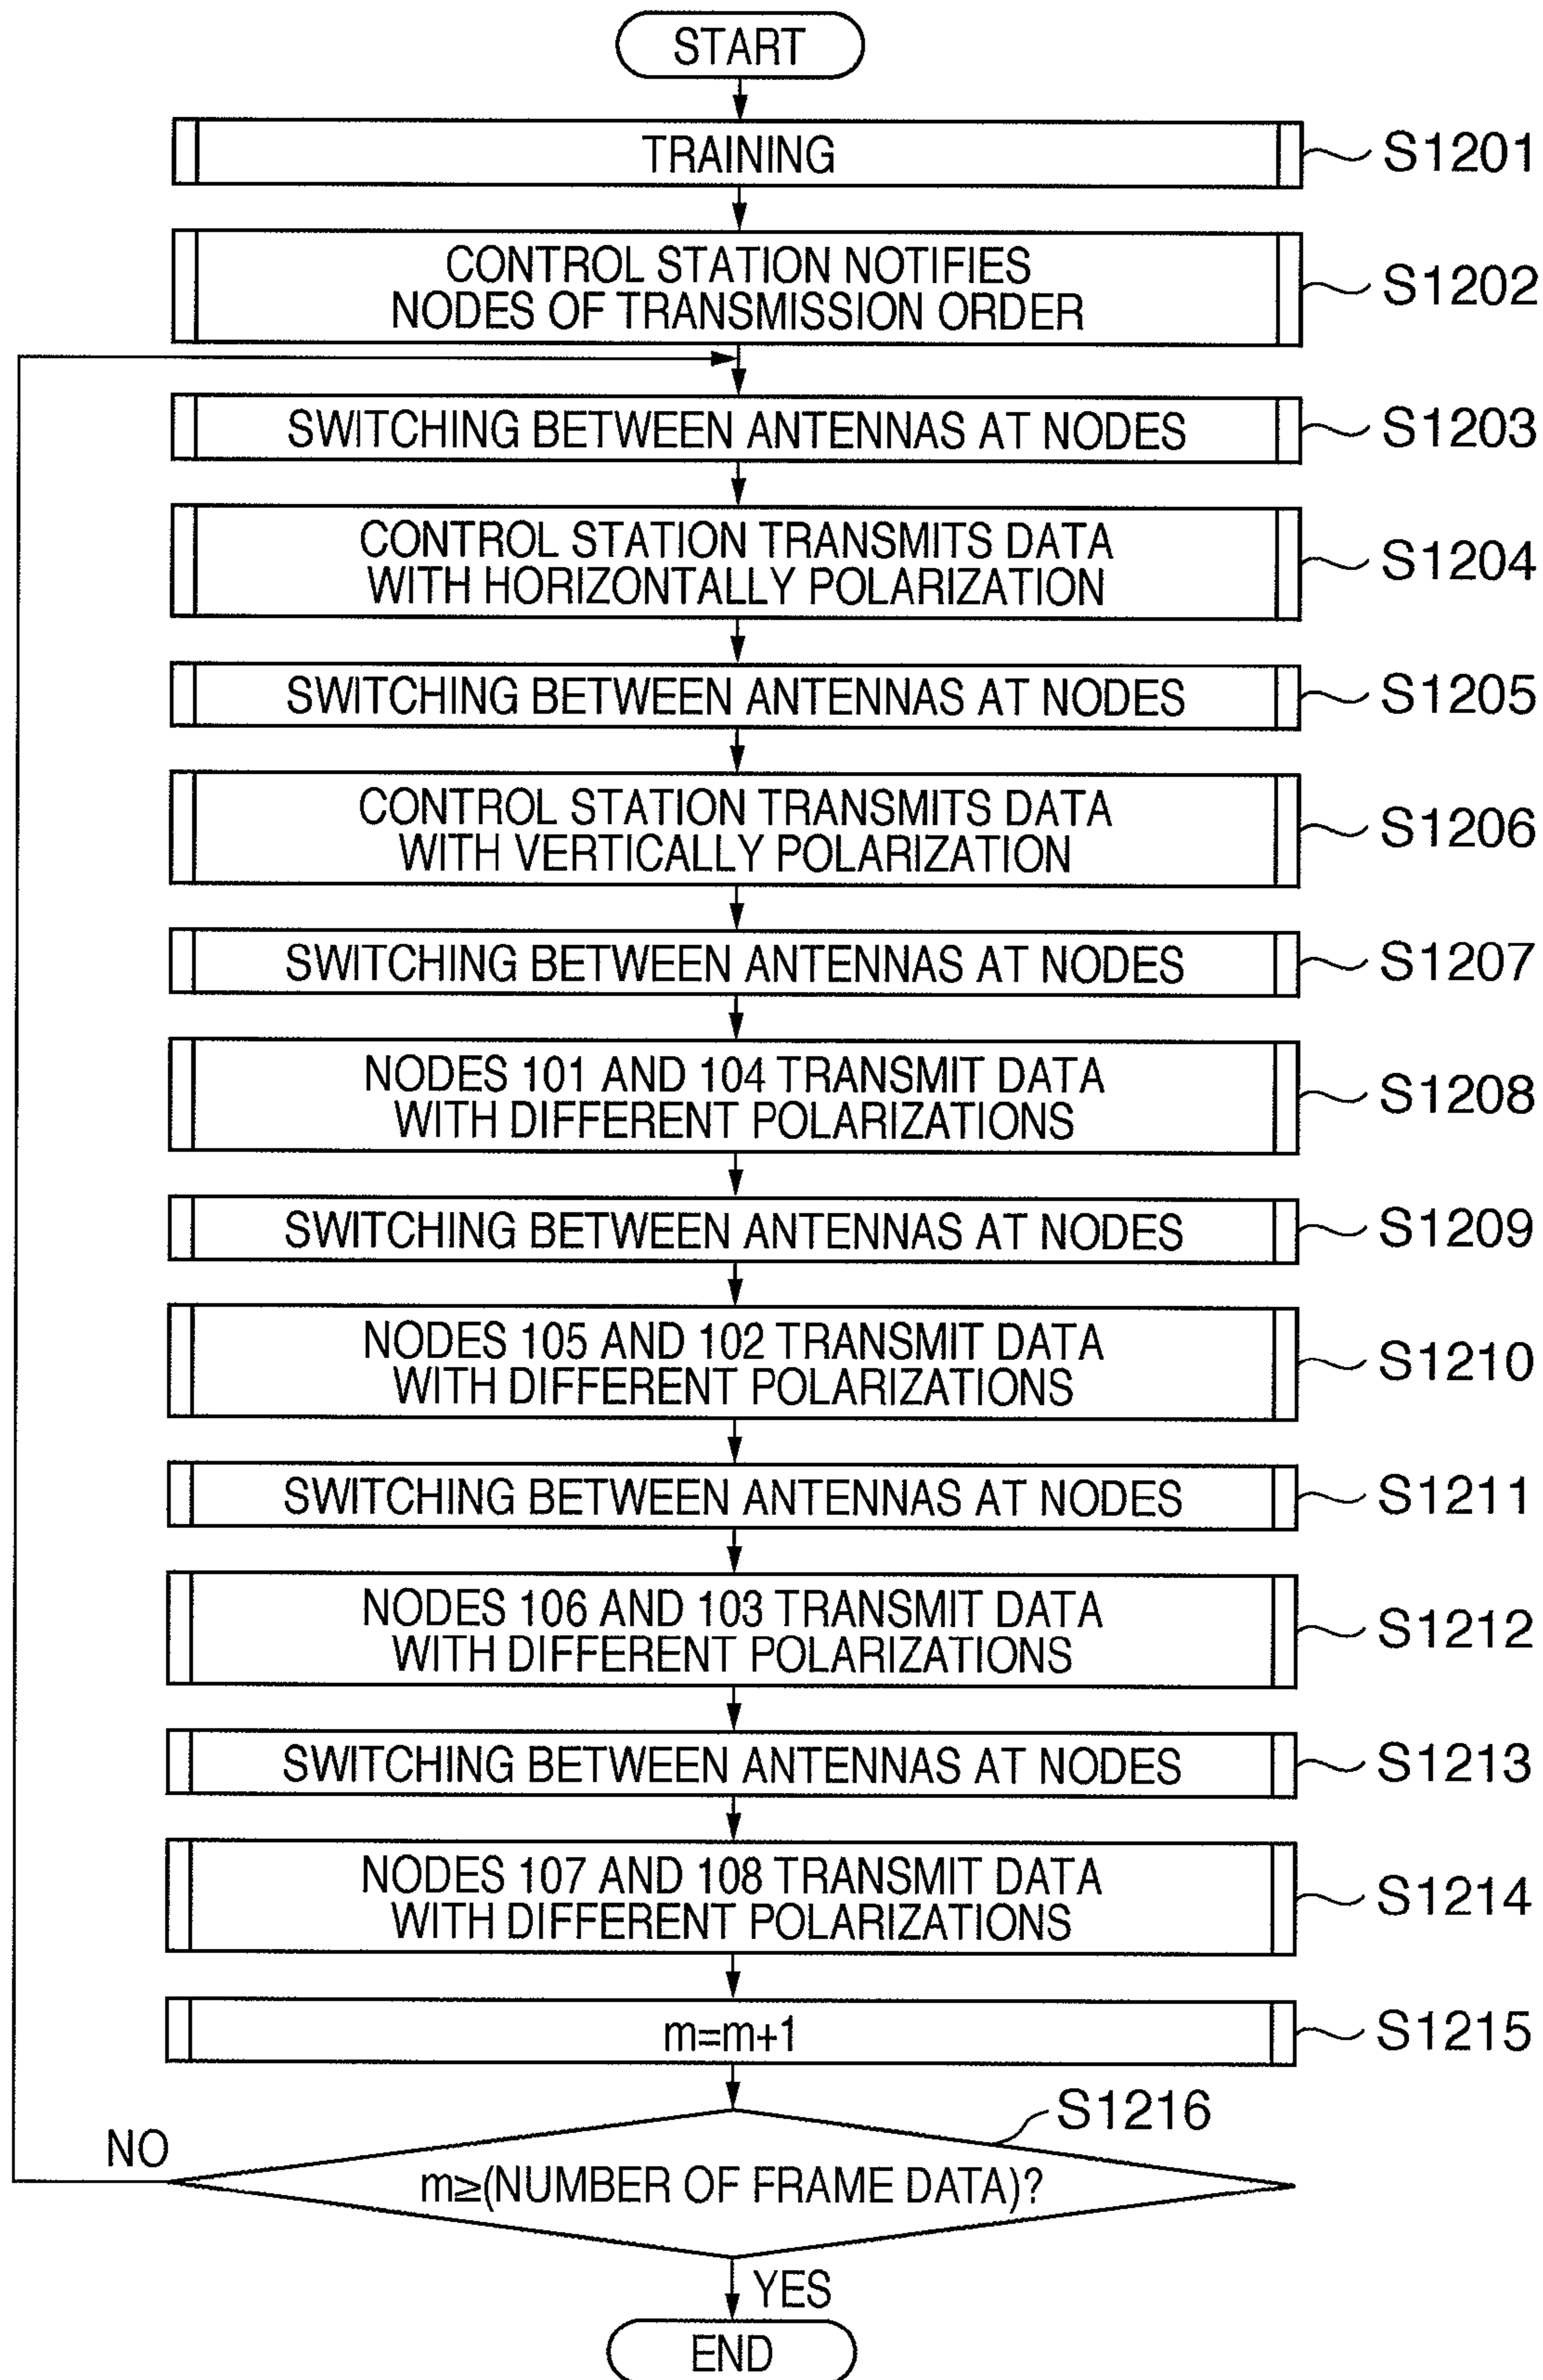 START
TRAINING
S1201
CONTROL STATION NOTIFIES
NODES OF TRANSMISSION ORDER
S1202
SWITCHING BETWEEN ANTENNAS AT NODES
S1203
CONTROL STATION TRANSMITS DATA
WITH HORIZONTALLY POLARIZATION
S1204
SWITCHING BETWEEN ANTENNAS AT NODES
S1205
CONTROL STATION TRANSMITS DATA
WITH VERTICALLY POLARIZATION
S1206
SWITCHING BETWEEN ANTENNAS AT NODES
S1207
NODES 101 AND 104 TRANSMIT DATA
WITH DIFFERENT POLARIZATIONS
S1208
SWITCHING BETWEEN ANTENNAS AT NODES
S1209
NODES 105 AND 102 TRANSMIT DATA
WITH DIFFERENT POLARIZATIONS
S1210
SWITCHING BETWEEN ANTENNAS AT NODES
S1211
NODES 106 AND 103 TRANSMIT DATA
WITH DIFFERENT POLARIZATIONS
S1212
SWITCHING BETWEEN ANTENNAS AT NODES
S1213
NODES 107 AND 108 TRANSMIT DATA
WITH DIFFERENT POLARIZATIONS
S1214
m=m+1
S1215
S1216
NO
m≥(NUMBER OF FRAME DATA)?
YES
END